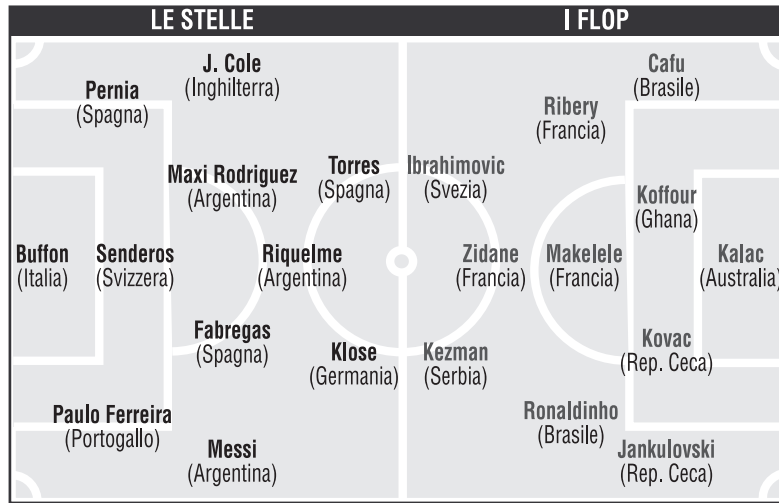 LE STELLE
I FLOP
J. Cole
(Inghilterra)
Pernia
(Spagna)
Maxi Rodriguez
(Argentina)
Torres
(Spagna)
Buffon
(Italia)
Senderos
(Svizzera)
Riquelme
(Argentina)
Fabregas
(Spagna)
Klose
(Germania)
Paulo Ferreira
(Portogallo)
Messi
(Argentina)
Cafu
(Brasile)
Ribery
(Francia)
Ibrahimovic
(Svezia)
Koffour
(Ghana)
Zidane
(Francia)
Makelele
(Francia)
Kalac
(Australia)
Kezman
(Serbia)
Kovac
(Rep. Ceca)
Ronaldinho
(Brasile)
Jankulovski
(Rep. Ceca)